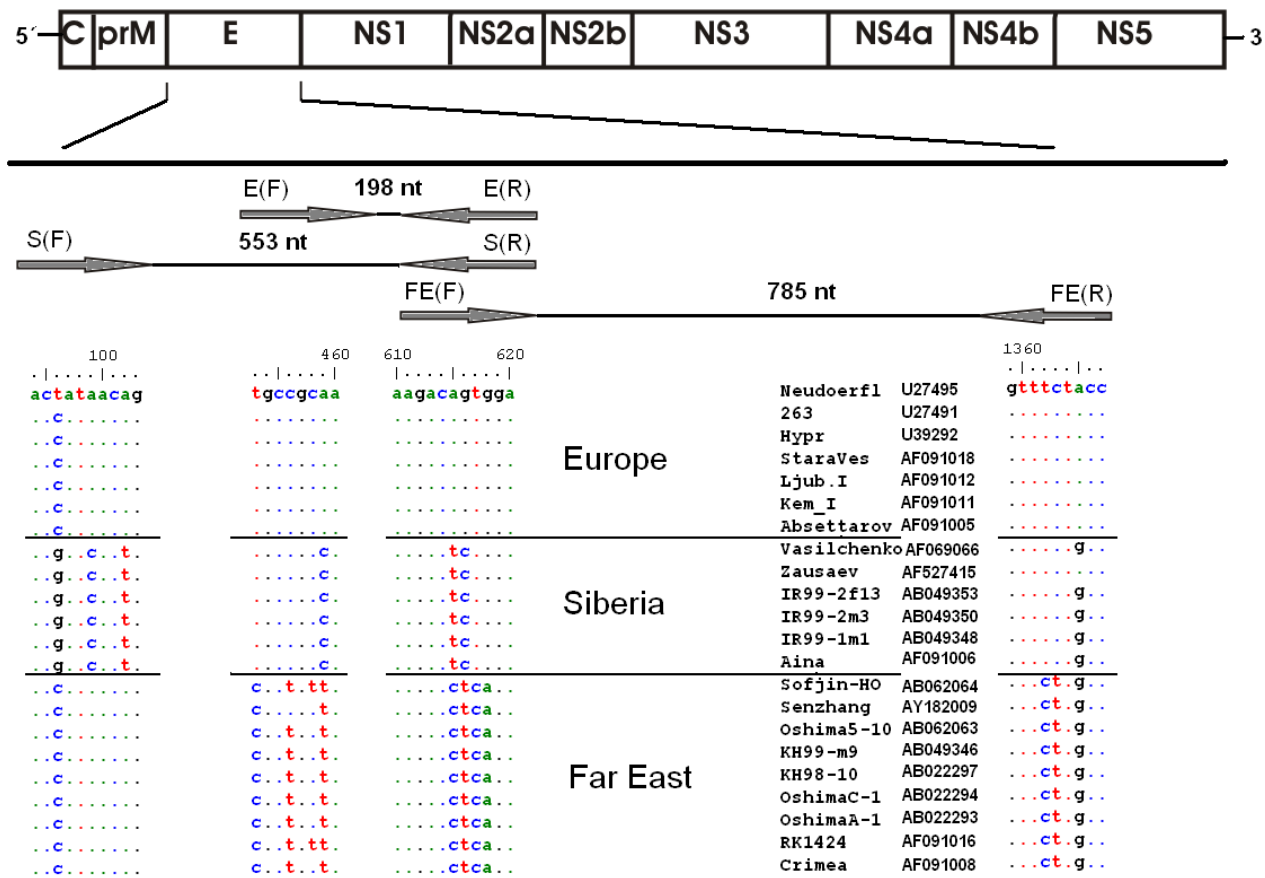 5´ C prM E NS1 NS2a NS2b NS3 NS4a NS4b NS5 3
E(F) 198 nt E(R)
S(F) 553 nt S(R)
FE(F) 785 nt FE(R)
100 460 610 620 1360
actataacag tgccgcaa aagacagtgga Neudoerfl U27495 gtttctacc
..c....... ........ ........... 263 U27491 .........
..c....... ........ ........... Hypr U39292 .........
Europe
..c....... ........ ........... StaraVes AF091018 .........
..c....... ........ ........... Ljub.I AF091012 .........
..c....... ........ ........... Kem_I AF091011 .........
..c....... ........ ........... Absettarov AF091005 .........
..g..c..t. ......c. .....tc.... Vasilchenko AF069066 ......g..
..g..c..t. ......c. .....tc.... Zausaev AF527415 .........
..g..c..t. ......c. .....tc.... IR99-2f13 AB049353 ......g..
Siberia
..g..c..t. ......c. .....tc.... IR99-2m3 AB049350 ......g..
..g..c..t. ......c. .....tc.... IR99-1m1 AB049348 ......g..
..g..c..t. ......c. .....tc.... Aina AF091006 ......g..
..c....... c..t.tt. .....ctca.. Sofjin-HO AB062064 ...ct.g..
..c....... c.....t. .....ctca.. Senzhang AY182009 ...ct.g..
..c....... c..t..t. .....ctca.. Oshima5-10 AB062063 ...ct.g..
..c....... c..t..t. .....ctca.. KH99-m9 AB049346 ...ct.g..
Far East
..c....... c..t..t. .....ctca.. KH98-10 AB022297 ...ct.g..
..c....... c..t..t. .....ctca.. OshimaC-1 AB022294 ...ct.g..
..c....... c..t..t. .....ctca.. OshimaA-1 AB022293 ...ct.g..
..c....... c..t.tt. .....ctca.. RK1424 AF091016 ...ct.g..
..c....... c..t..t. .....ctca.. Crimea AF091008 ...ct.g..